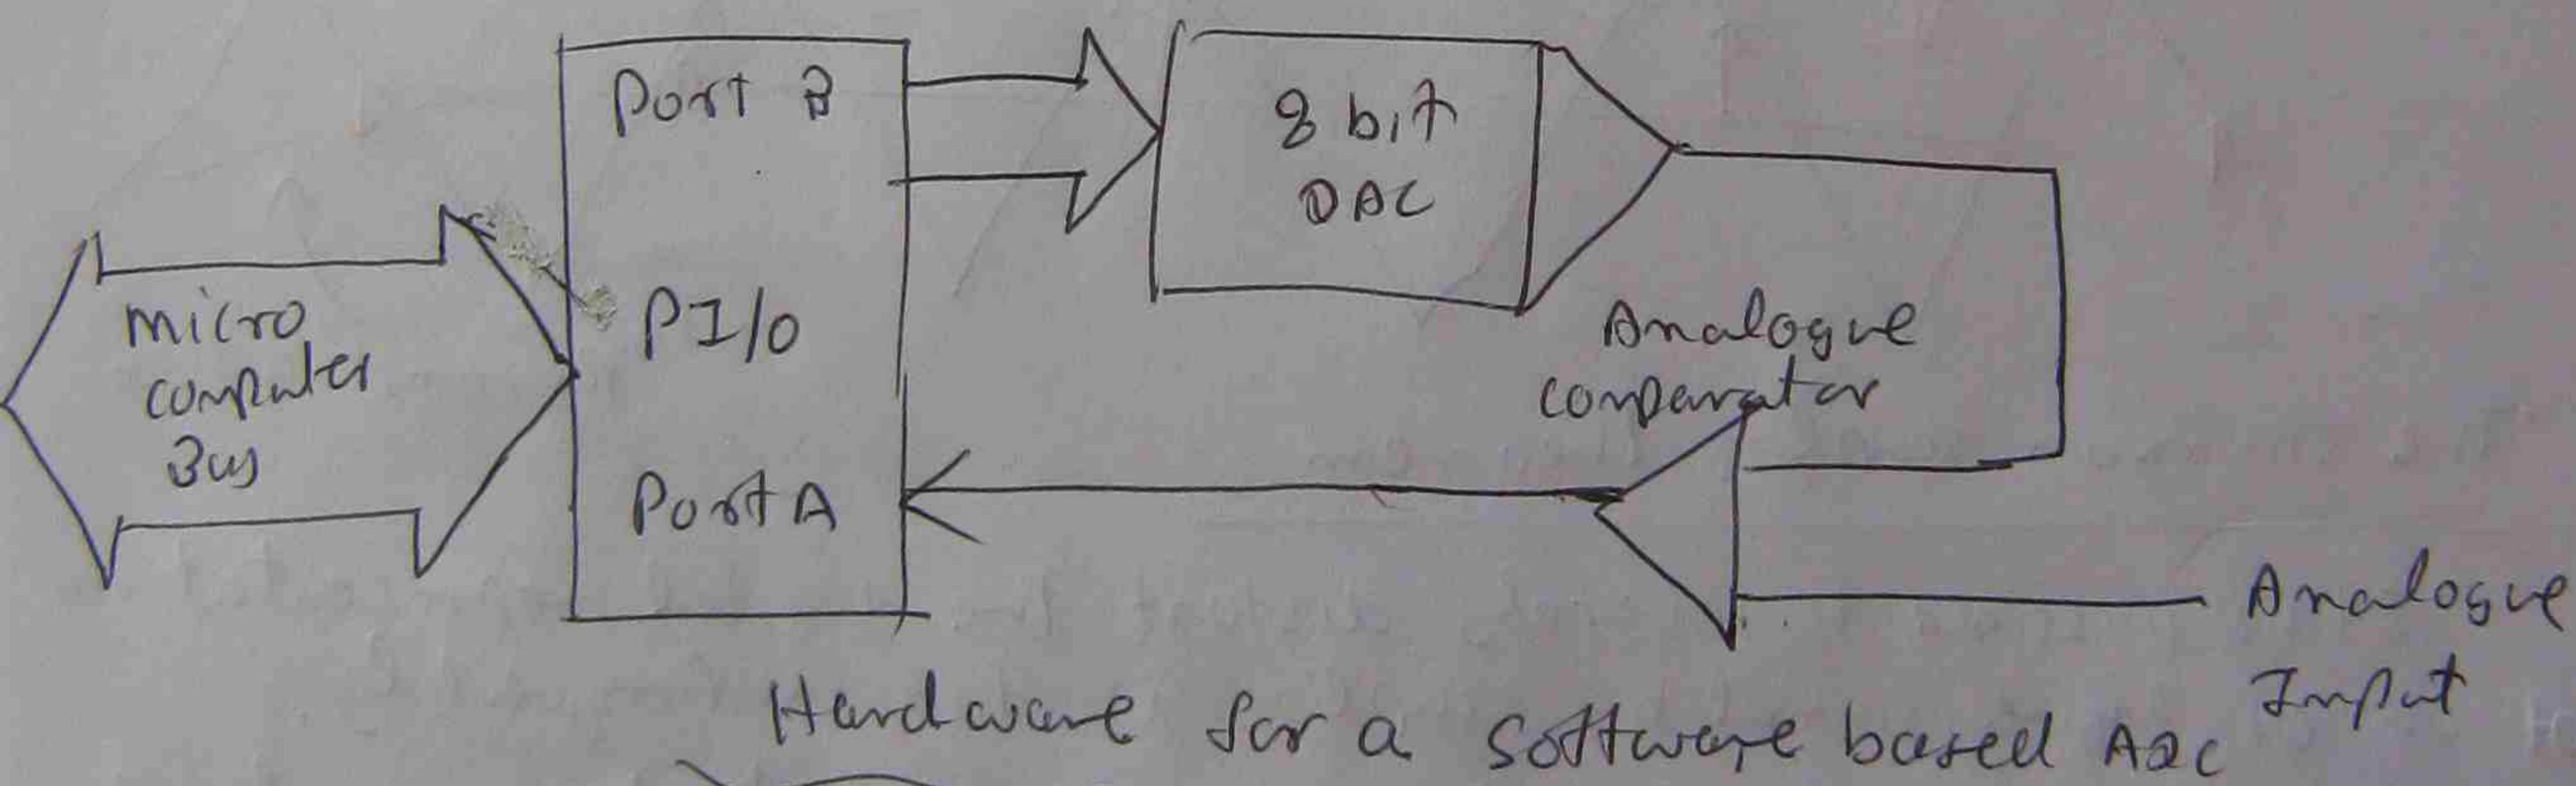 Port B
8 bit
DAC
micro
computer
Bus
PI/O
Analogue
comparator
Port A
Analogue
Input
Hardware for a software based ADC